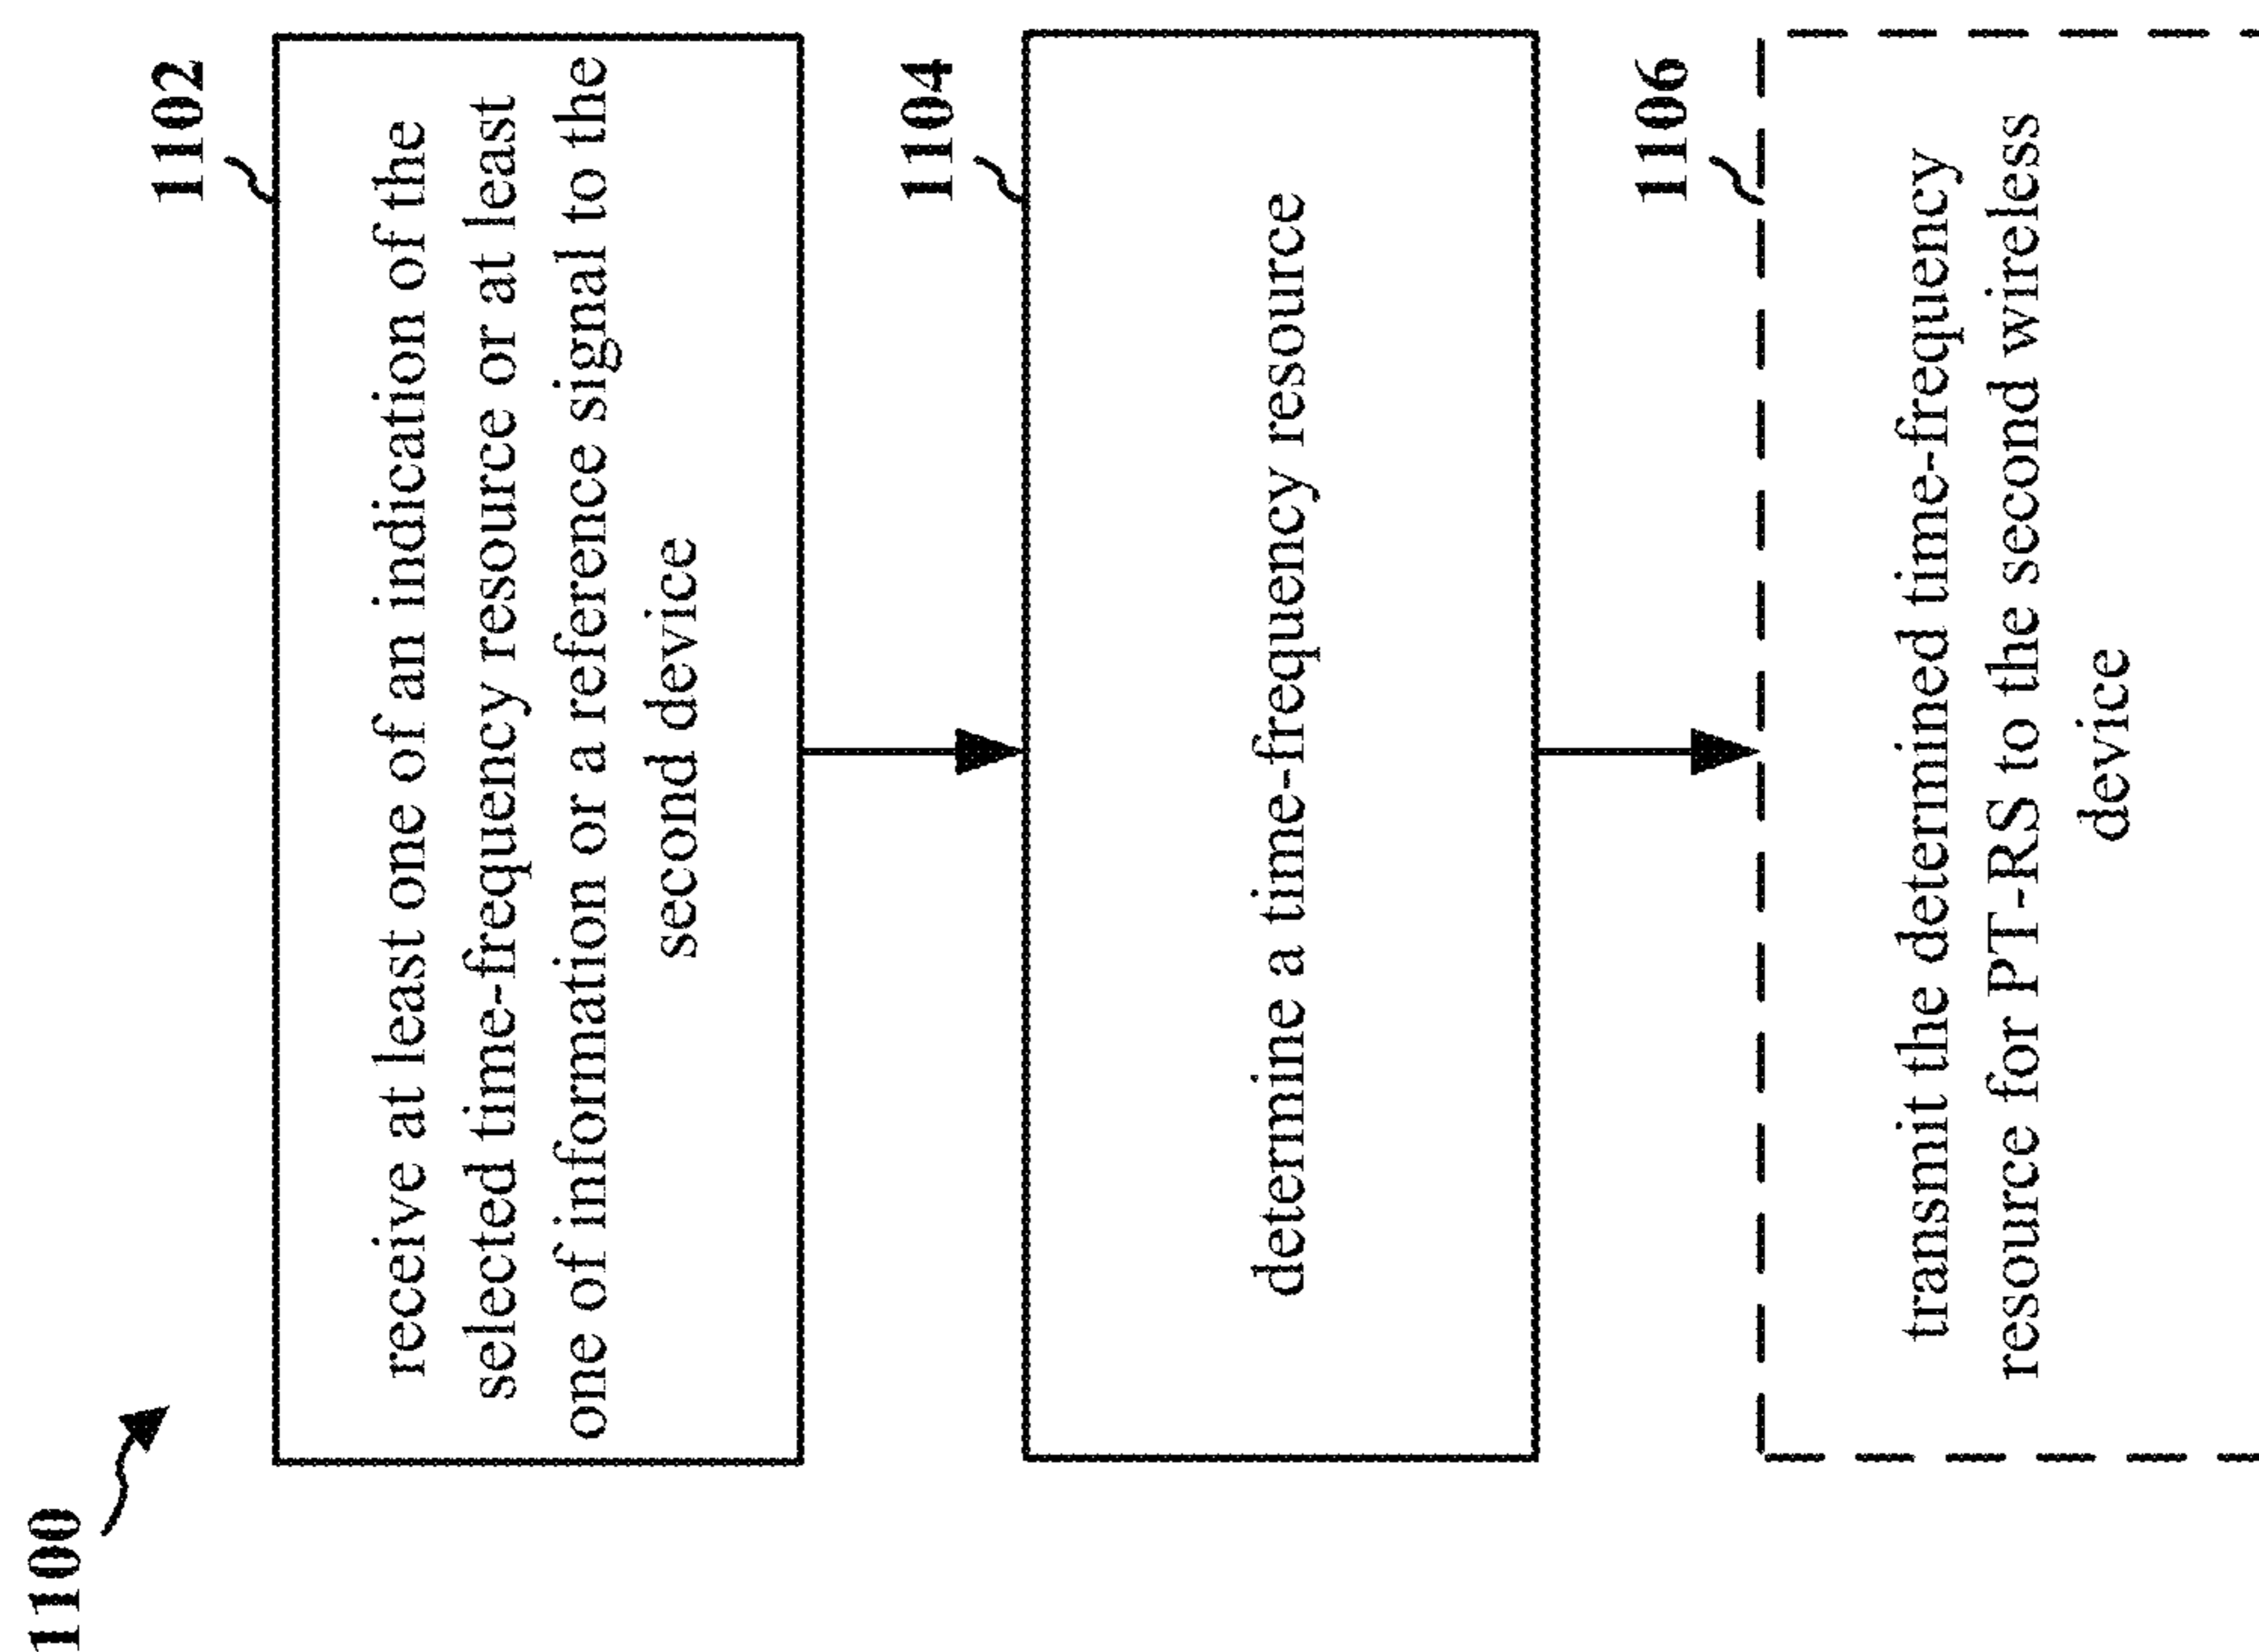 1100
1102
receive at least one of an indication of the
selected time-frequency resource or at least
one of information or a reference signal to the
second device
1104
determine a time-frequency resource
1106
transmit the determined time-frequency
resource for PT-RS to the second wireless
device